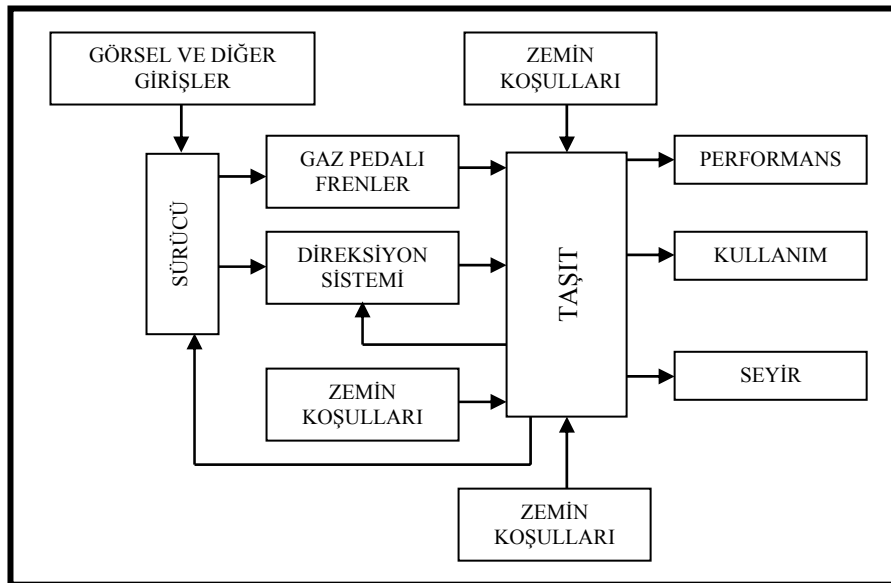 GÖRSEL VE DİĞER
GİRİŞLER
ZEMİN
KOŞULLARI
SÜRÜCÜ
GAZ PEDALI
FRENLER
TAŞIT
PERFORMANS
DİREKSİYON
SİSTEMİ
KULLANIM
ZEMİN
KOŞULLARI
SEYİR
ZEMİN
KOŞULLARI